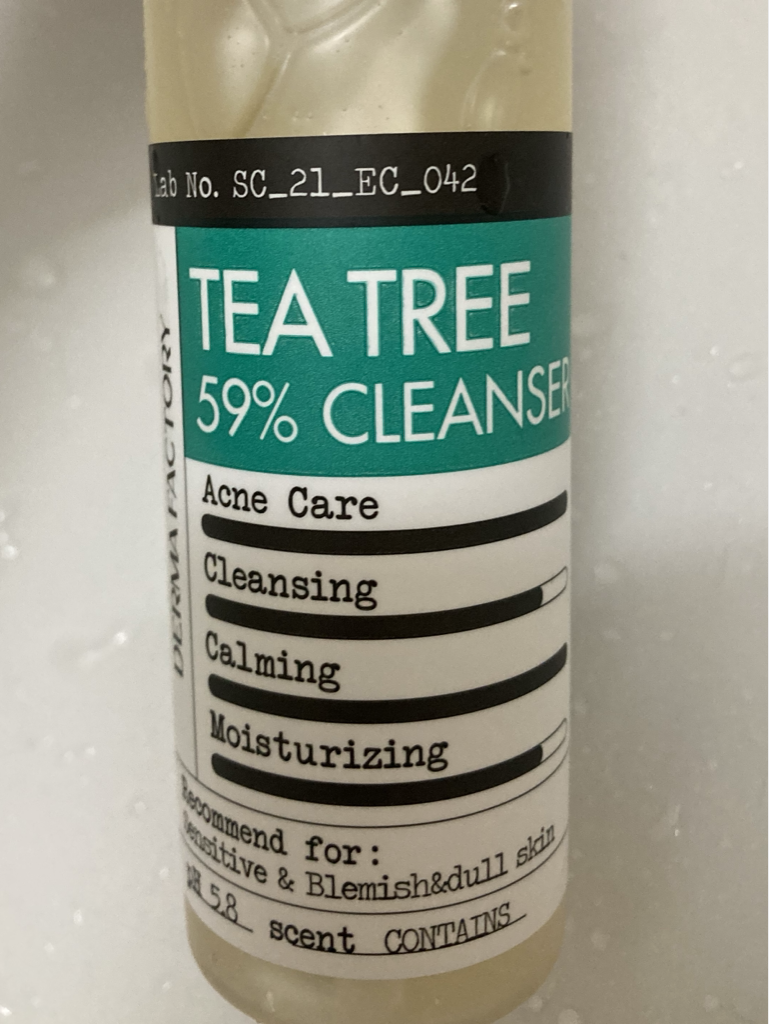 Lab No. SC_21_EC_042
TEA TREE
59% CLEANSER
DERMA FACTORY
Acne Care
Cleansing
Calming
Moisturizing
Recommend for:
Sensitive & Blemish&dull skin
pH 5.8 scent CONTAINS